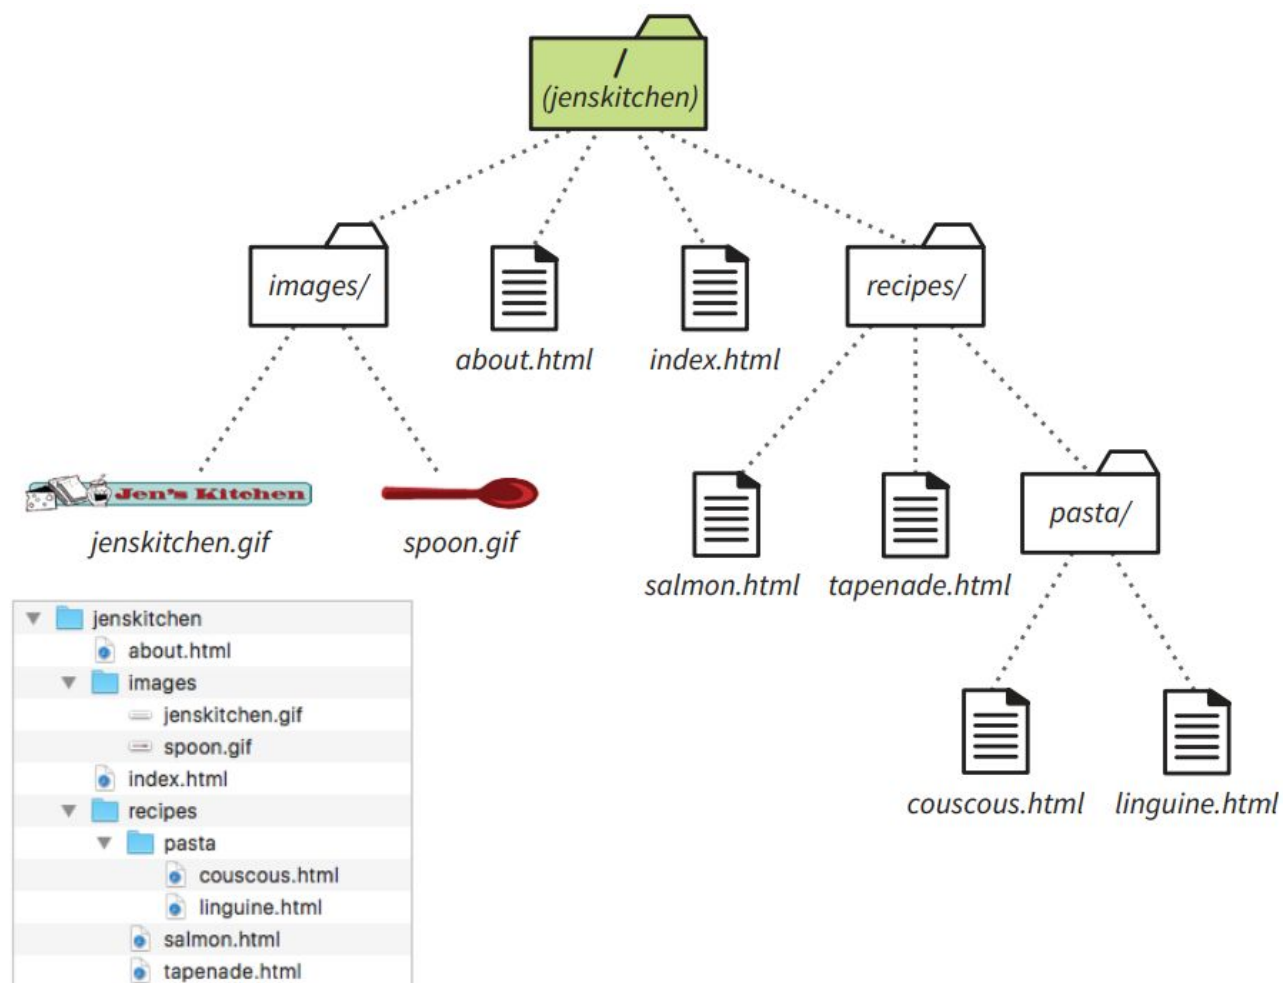 /
(jenskitchen)
images/
about.html
index.html
recipes/
Jen's Kitchen
jenskitchen.gif
spoon.gif
salmon.html
tapenade.html
pasta/
couscous.html
linguine.html
jenskitchen
about.html
images
jenskitchen.gif
spoon.gif
index.html
recipes
pasta
couscous.html
linguine.html
salmon.html
tapenade.html